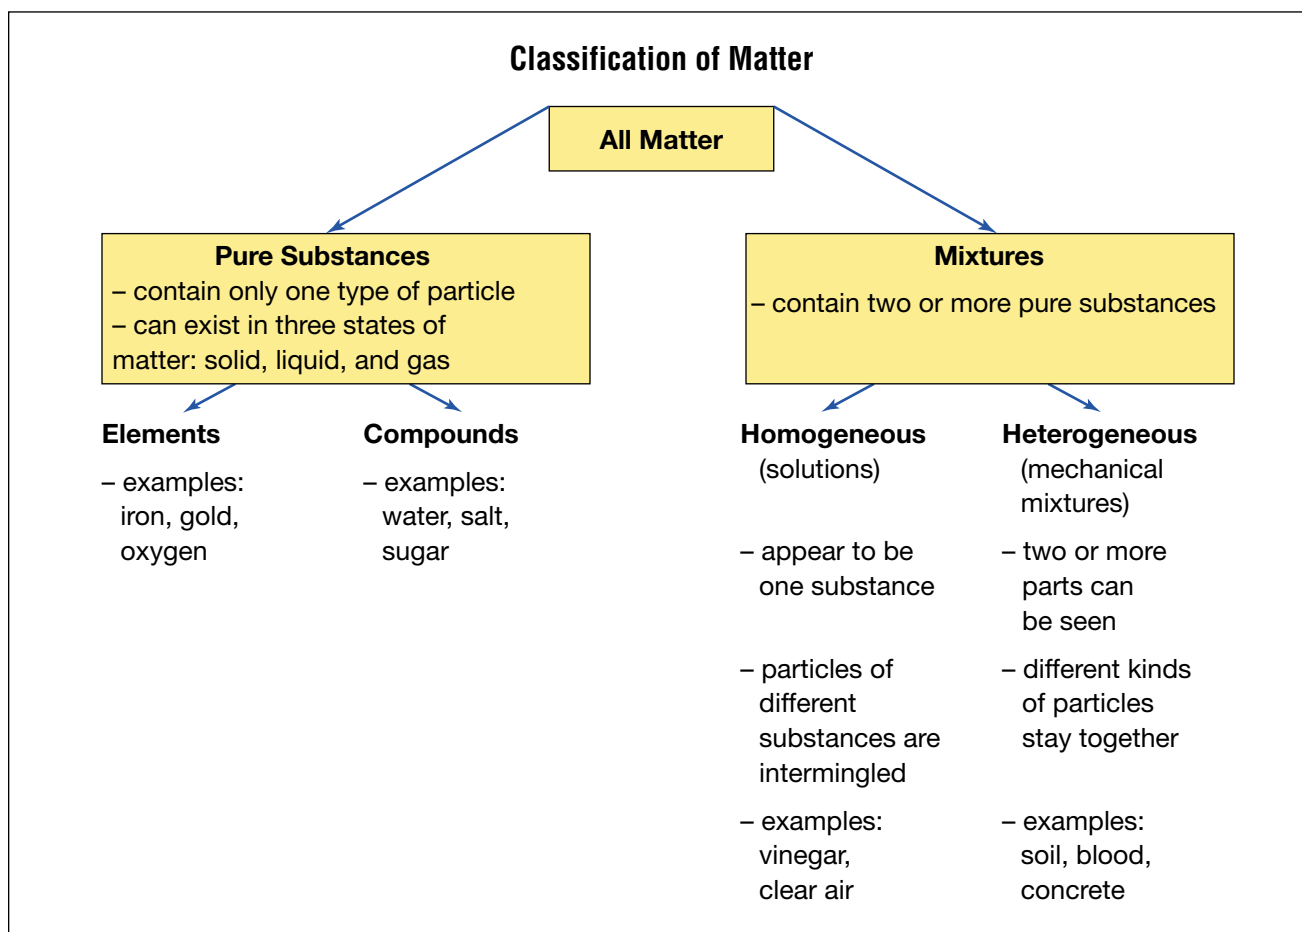 Classification of Matter
All Matter
Pure Substances
– contain only one type of particle
– can exist in three states of
matter: solid, liquid, and gas
Mixtures
– contain two or more pure substances
Elements
– examples:
iron, gold,
oxygen
Compounds
– examples:
water, salt,
sugar
Homogeneous
(solutions)
– appear to be
one substance
– particles of
different
substances are
intermingled
– examples:
vinegar,
clear air
Heterogeneous
(mechanical
mixtures)
– two or more
parts can
be seen
– different kinds
of particles
stay together
– examples:
soil, blood,
concrete